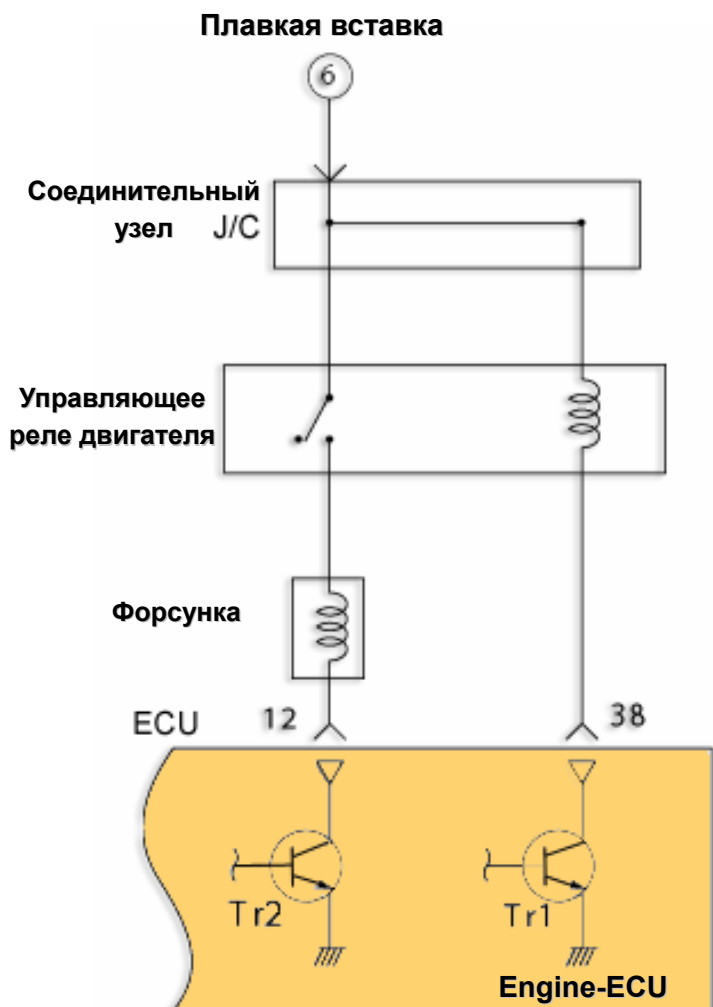 Плавкая вставка
6
Соединительный
узел J/C
Управляющее
реле двигателя
Форсунка
ECU 12 38
Tr2 Tr1
Engine-ECU